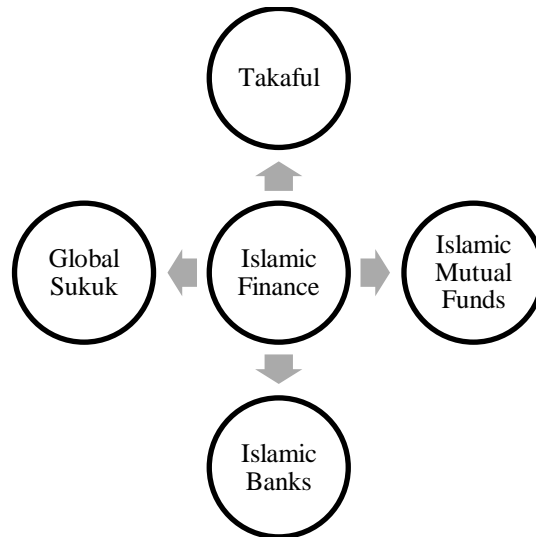 Takaful
Global
Sukuk
Islamic
Finance
Islamic
Mutual
Funds
Islamic
Banks